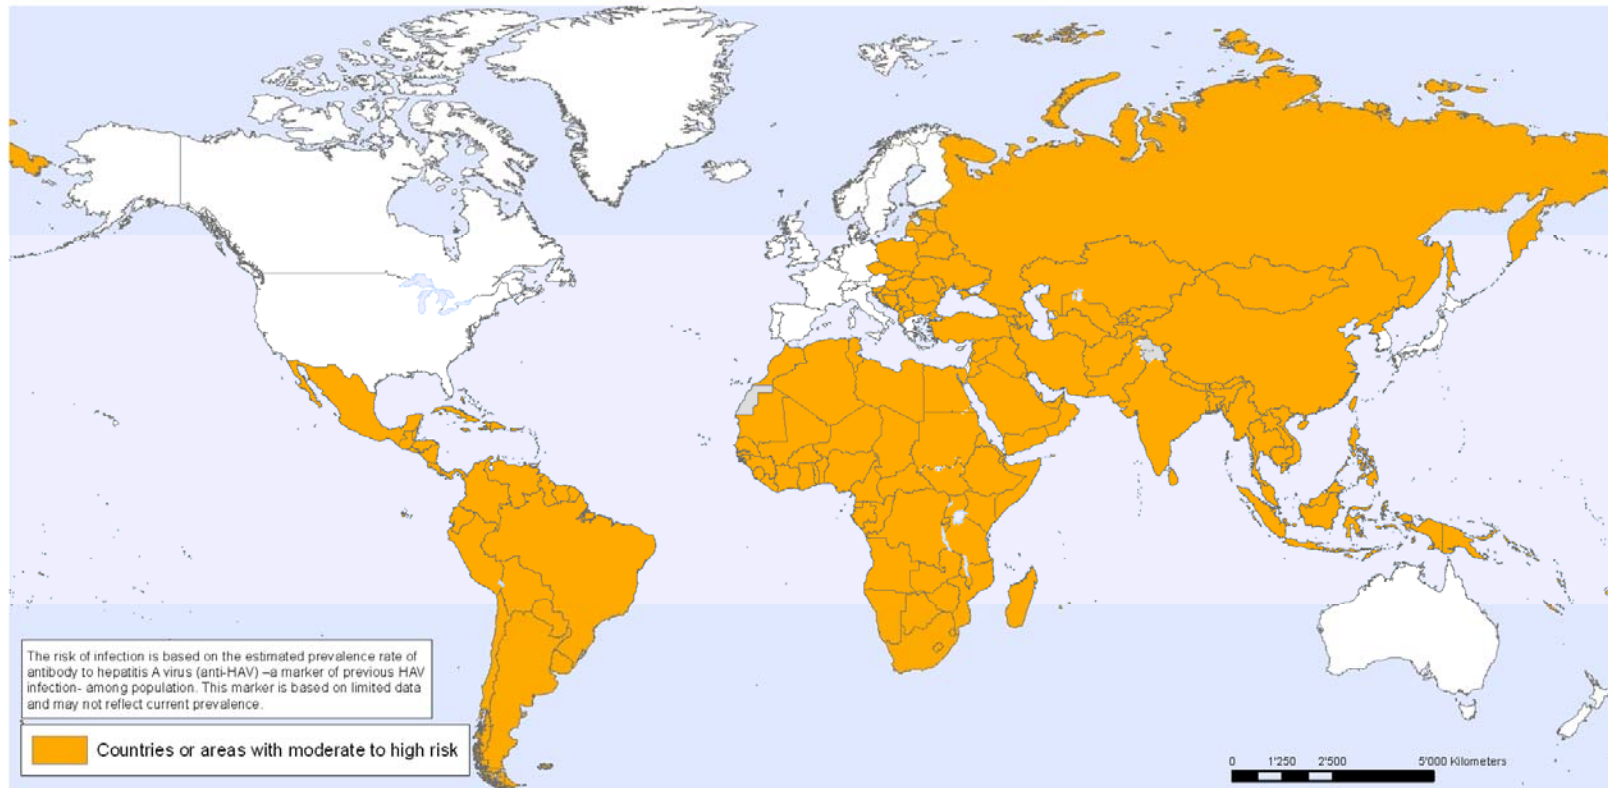 The risk of infection is based on the estimated prevalence rate of
antibody to hepatitis A virus (anti-HAV) –a marker of previous HAV
infection- among population. This marker is based on limited data
and may not reflect current prevalence.
Countries or areas with moderate to high risk
0 1'250 2'500 5'000 Kilometers